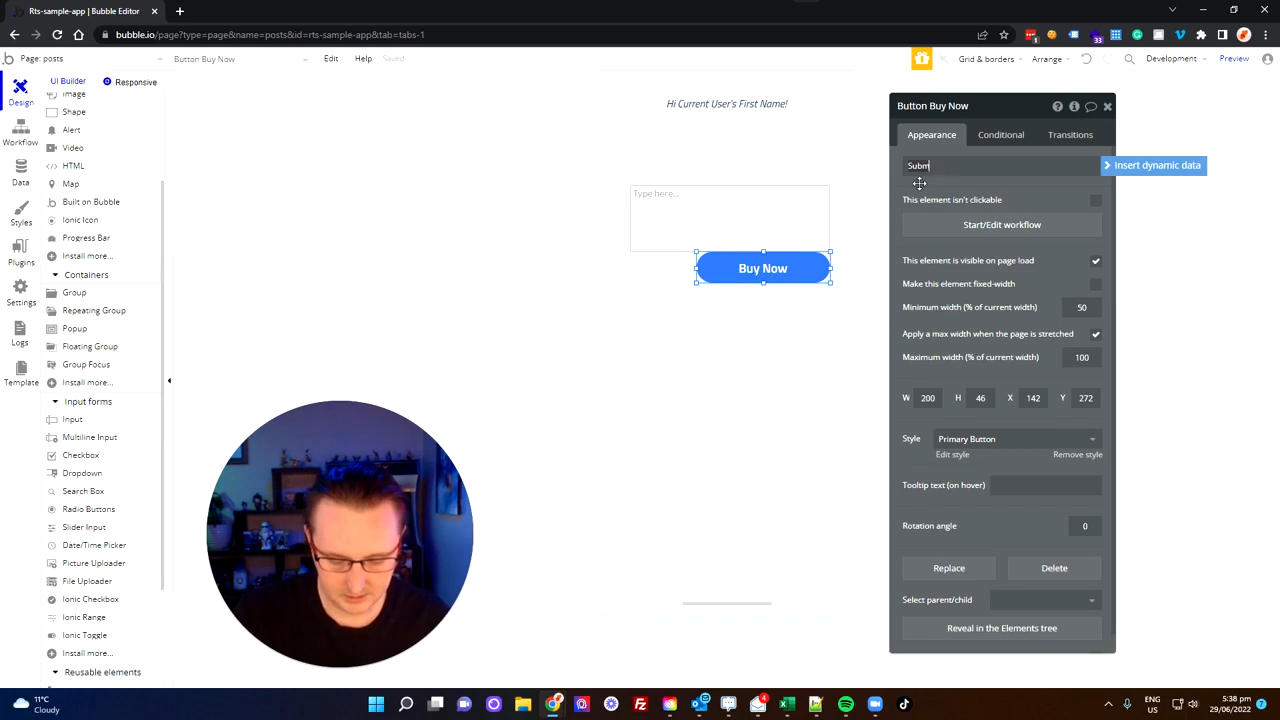 Rts-sample-app | Bubble Editor
bubble.io/page?type=page&name=posts&id=rts-sample-app&tab=tabs-1
Page: posts
Button Buy Now
Edit
Help
Saved
Grid & borders
Arrange
Development
Preview
Design
Workflow
Data
Styles
Plugins
Settings
Logs
Template
UI Builder
Responsive
Image
Shape
Alert
Video
HTML
Map
Built on Bubble
Ionic Icon
Progress Bar
Install more...
Containers
Group
Repeating Group
Popup
Floating Group
Group Focus
Install more...
Input forms
Input
Multiline Input
Checkbox
Dropdown
Search Box
Radio Buttons
Slider Input
Date/Time Picker
Picture Uploader
File Uploader
Ionic Checkbox
Ionic Range
Ionic Toggle
Install more...
Reusable elements
Hi Current User's First Name!
Type here...
Buy Now
Button Buy Now
Appearance
Conditional
Transitions
Subm
Insert dynamic data
This element isn't clickable
Start/Edit workflow
This element is visible on page load
Make this element fixed-width
Minimum width (% of current width) 50
Apply a max width when the page is stretched
Maximum width (% of current width) 100
W 200 H 46 X 142 Y 272
Style Primary Button
Edit style Remove style
Tooltip text (on hover)
Rotation angle 0
Replace Delete
Select parent/child
Reveal in the Elements tree
11°C
Cloudy
33
4
ENG
US
5:38 pm
29/06/2022